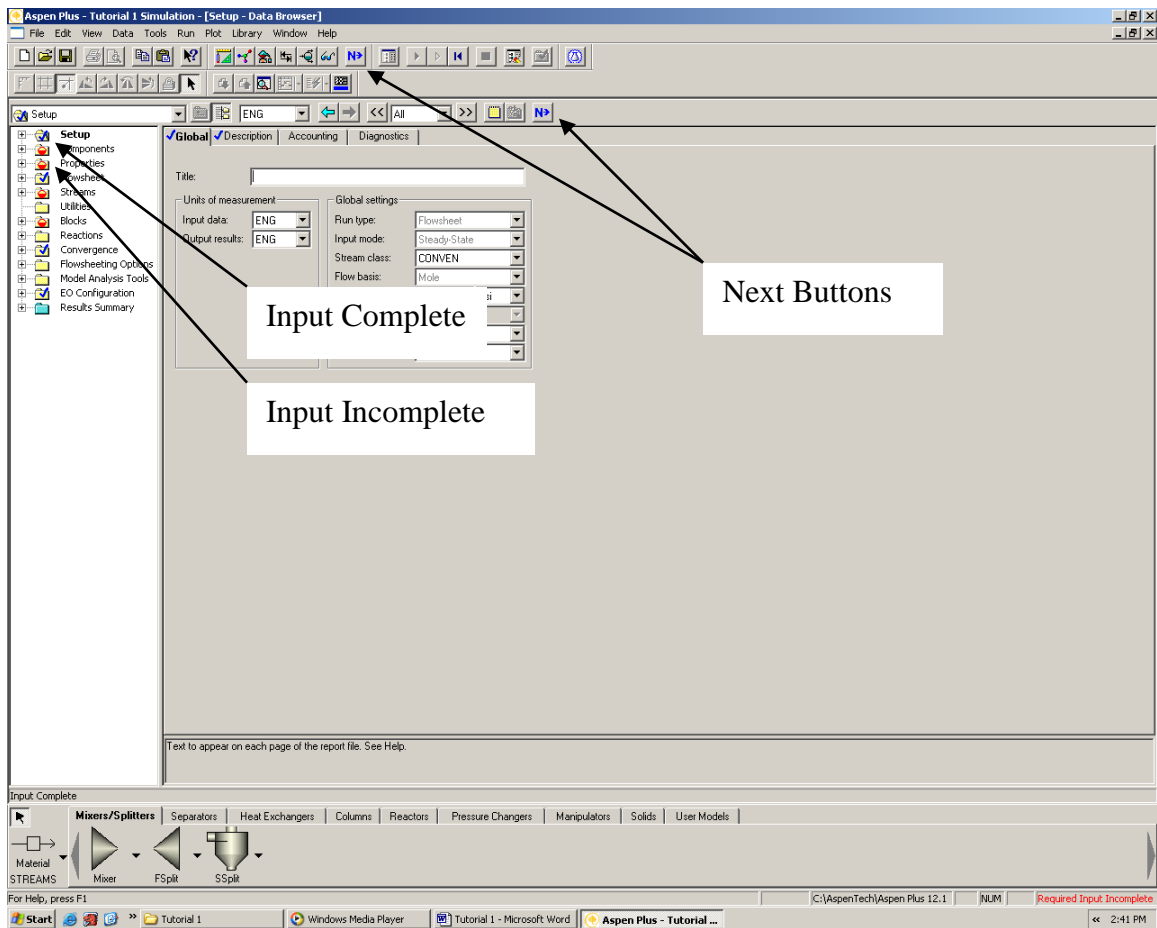 Aspen Plus - Tutorial 1 Simulation - [Setup - Data Browser]
File Edit View Data Tools Run Plot Library Window Help
N>
Setup ENG << All >> N>
Setup
Components
Properties
Flowsheet
Streams
Utilities
Blocks
Reactions
Convergence
Flowsheeting Options
Model Analysis Tools
EO Configuration
Results Summary
Global Description Accounting Diagnostics
Title:
Units of measurement
Input data: ENG
Output results: ENG
Global settings
Run type: Flowsheet
Input mode: Steady-State
Stream class: CONVEN
Flow basis: Mole
si
Input Complete
Input Incomplete
Next Buttons
Text to appear on each page of the report file. See Help.
Input Complete
Mixers/Splitters Separators Heat Exchangers Columns Reactors Pressure Changers Manipulators Solids User Models
Material
STREAMS Mixer FSplit SSplit
For Help, press F1 C:\AspenTech\Aspen Plus 12.1 NUM Required Input Incomplete
Start » Tutorial 1 Windows Media Player Tutorial 1 - Microsoft Word Aspen Plus - Tutorial ... « 2:41 PM